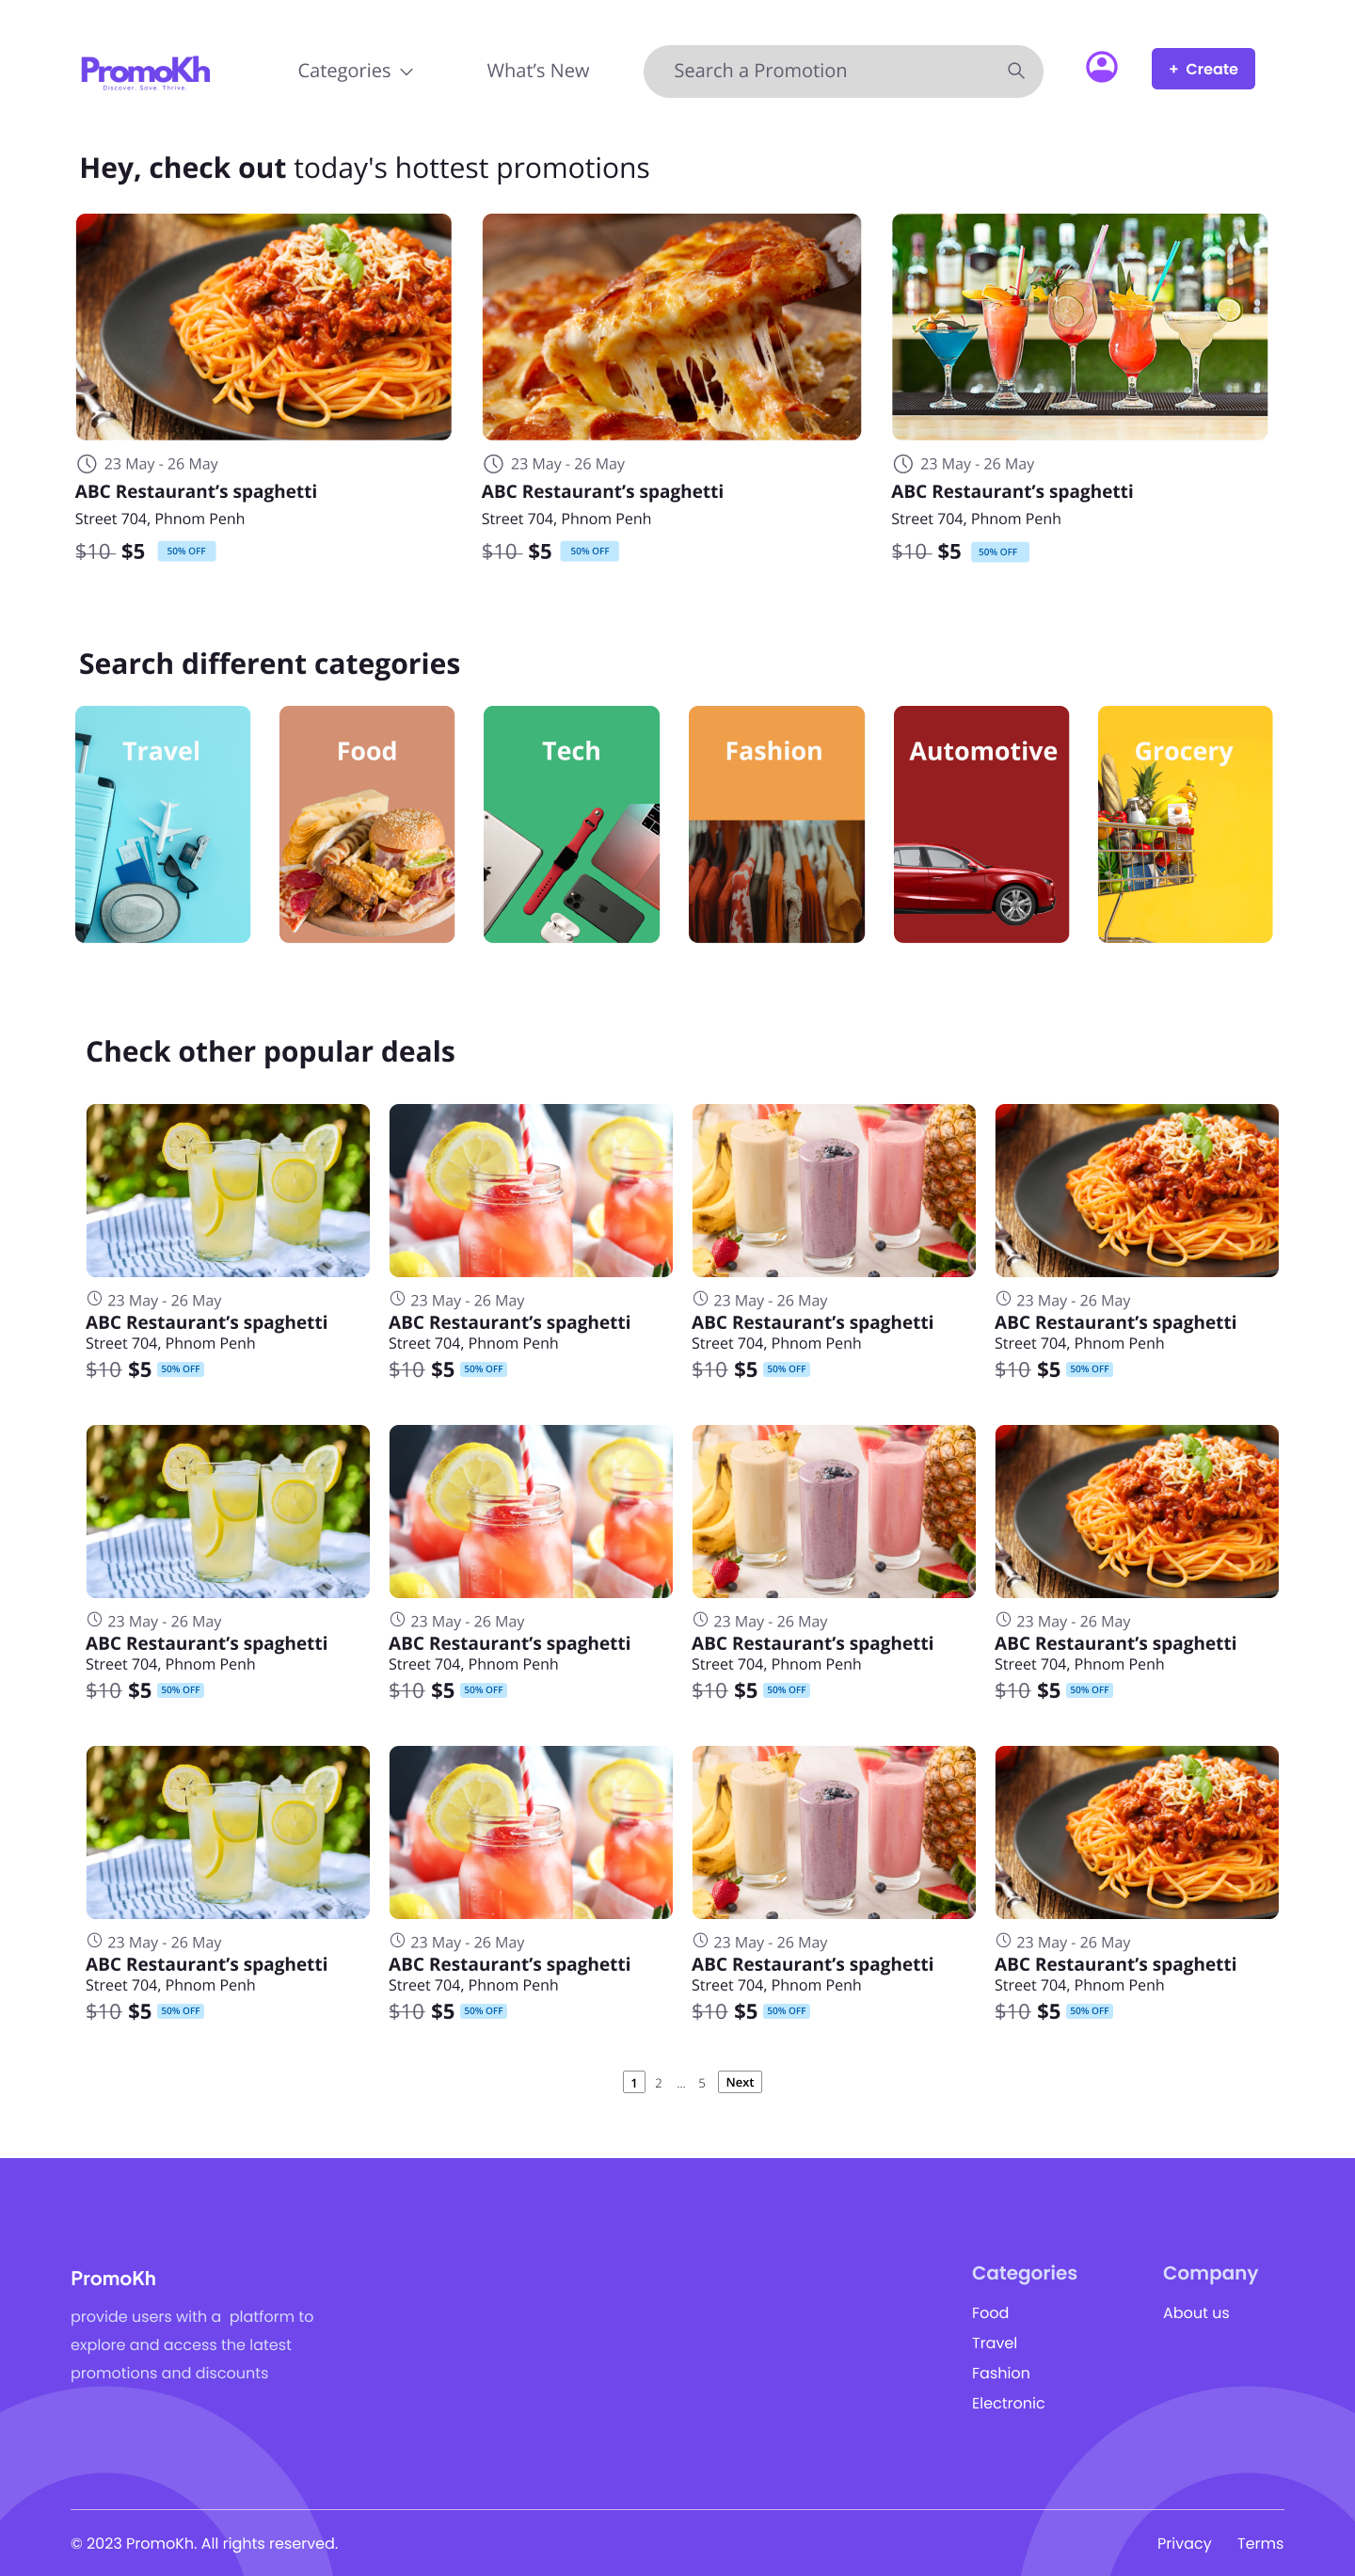 PromoKh
Discover. Save. Thrive.
Categories
What’s New
Search a Promotion
+ Create
Hey, check out today's hottest promotions
23 May - 26 May
ABC Restaurant’s spaghetti
Street 704, Phnom Penh
$10 $5 50% OFF
23 May - 26 May
ABC Restaurant’s spaghetti
Street 704, Phnom Penh
$10 $5 50% OFF
23 May - 26 May
ABC Restaurant’s spaghetti
Street 704, Phnom Penh
$10 $5 50% OFF
Search different categories
Travel
Food
Tech
Fashion
Automotive
Grocery
Check other popular deals
23 May - 26 May
ABC Restaurant’s spaghetti
Street 704, Phnom Penh
$10 $5 50% OFF
23 May - 26 May
ABC Restaurant’s spaghetti
Street 704, Phnom Penh
$10 $5 50% OFF
23 May - 26 May
ABC Restaurant’s spaghetti
Street 704, Phnom Penh
$10 $5 50% OFF
23 May - 26 May
ABC Restaurant’s spaghetti
Street 704, Phnom Penh
$10 $5 50% OFF
23 May - 26 May
ABC Restaurant’s spaghetti
Street 704, Phnom Penh
$10 $5 50% OFF
23 May - 26 May
ABC Restaurant’s spaghetti
Street 704, Phnom Penh
$10 $5 50% OFF
23 May - 26 May
ABC Restaurant’s spaghetti
Street 704, Phnom Penh
$10 $5 50% OFF
23 May - 26 May
ABC Restaurant’s spaghetti
Street 704, Phnom Penh
$10 $5 50% OFF
23 May - 26 May
ABC Restaurant’s spaghetti
Street 704, Phnom Penh
$10 $5 50% OFF
23 May - 26 May
ABC Restaurant’s spaghetti
Street 704, Phnom Penh
$10 $5 50% OFF
23 May - 26 May
ABC Restaurant’s spaghetti
Street 704, Phnom Penh
$10 $5 50% OFF
23 May - 26 May
ABC Restaurant’s spaghetti
Street 704, Phnom Penh
$10 $5 50% OFF
1 2 ... 5 Next
PromoKh
provide users with a platform to
explore and access the latest
promotions and discounts
Categories
Food
Travel
Fashion
Electronic
Company
About us
© 2023 PromoKh. All rights reserved.
Privacy Terms